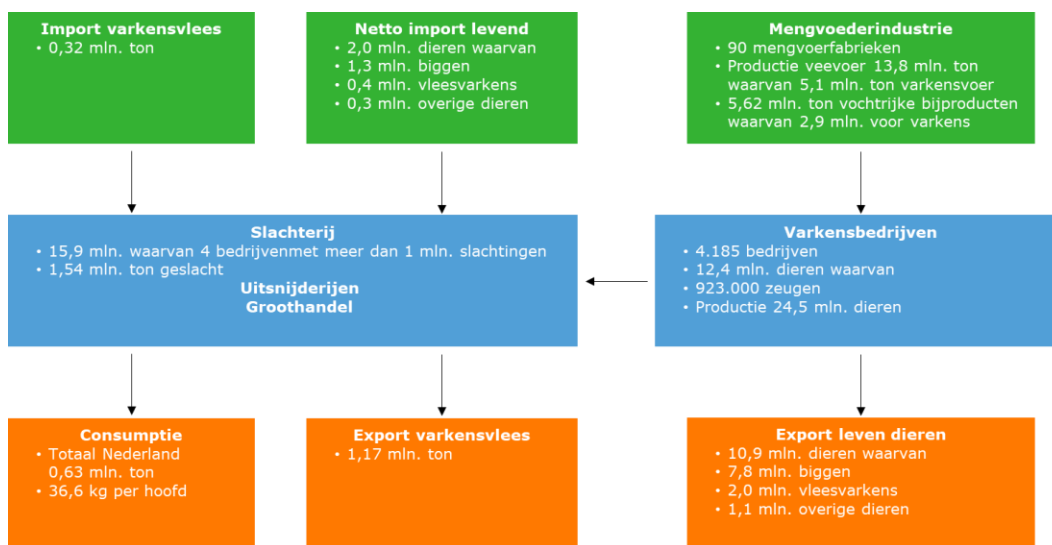 Import varkensvlees
• 0,32 mln. ton
Netto import levend
• 2,0 mln. dieren waarvan
• 1,3 mln. biggen
• 0,4 mln. vleesvarkens
• 0,3 mln. overige dieren
Mengvoederindustrie
• 90 mengvoerfabrieken
• Productie veevoer 13,8 mln. ton
waarvan 5,1 mln. ton varkensvoer
• 5,62 mln. ton vochtrijke bijproducten
waarvan 2,9 mln. voor varkens
Slachterij
• 15,9 mln. waarvan 4 bedrijvenmet meer dan 1 mln. slachtingen
• 1,54 mln. ton geslacht
Uitsnijderijen
Groothandel
Varkensbedrijven
• 4.185 bedrijven
• 12,4 mln. dieren waarvan
• 923.000 zeugen
• Productie 24,5 mln. dieren
Consumptie
• Totaal Nederland
0,63 mln. ton
• 36,6 kg per hoofd
Export varkensvlees
• 1,17 mln. ton
Export leven dieren
• 10,9 mln. dieren waarvan
• 7,8 mln. biggen
• 2,0 mln. vleesvarkens
• 1,1 mln. overige dieren